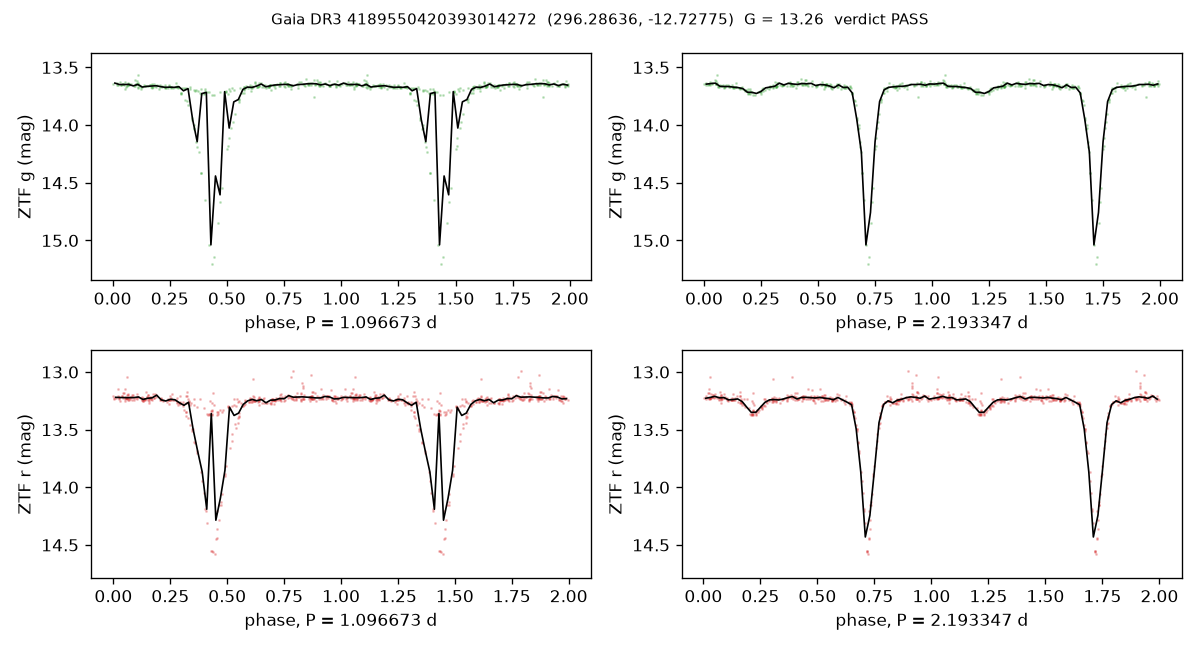 Gaia DR3 4189550420393014272 (296.28636, -12.72775) G = 13.26 verdict PASS
13.5
14.0
14.5
15.0
ZTF g (mag)
0.00 0.25 0.50 0.75 1.00 1.25 1.50 1.75 2.00
phase, P = 1.096673 d
13.5
14.0
14.5
15.0
ZTF g (mag)
0.00 0.25 0.50 0.75 1.00 1.25 1.50 1.75 2.00
phase, P = 2.193347 d
13.0
13.5
14.0
14.5
ZTF r (mag)
0.00 0.25 0.50 0.75 1.00 1.25 1.50 1.75 2.00
phase, P = 1.096673 d
13.0
13.5
14.0
14.5
ZTF r (mag)
0.00 0.25 0.50 0.75 1.00 1.25 1.50 1.75 2.00
phase, P = 2.193347 d